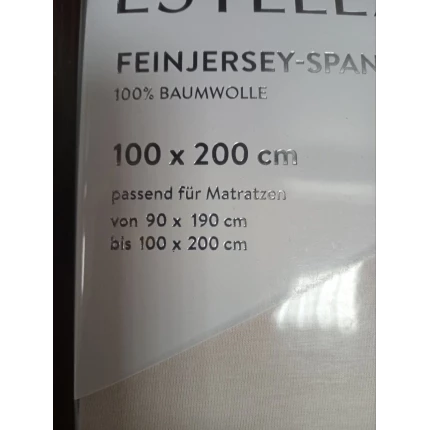 FEINJERSEY-SPAN
100% BAUMWOLLE
100 x 200 cm
passend für Matratzen
von 90 x 190 cm
bis 100 x 200 cm